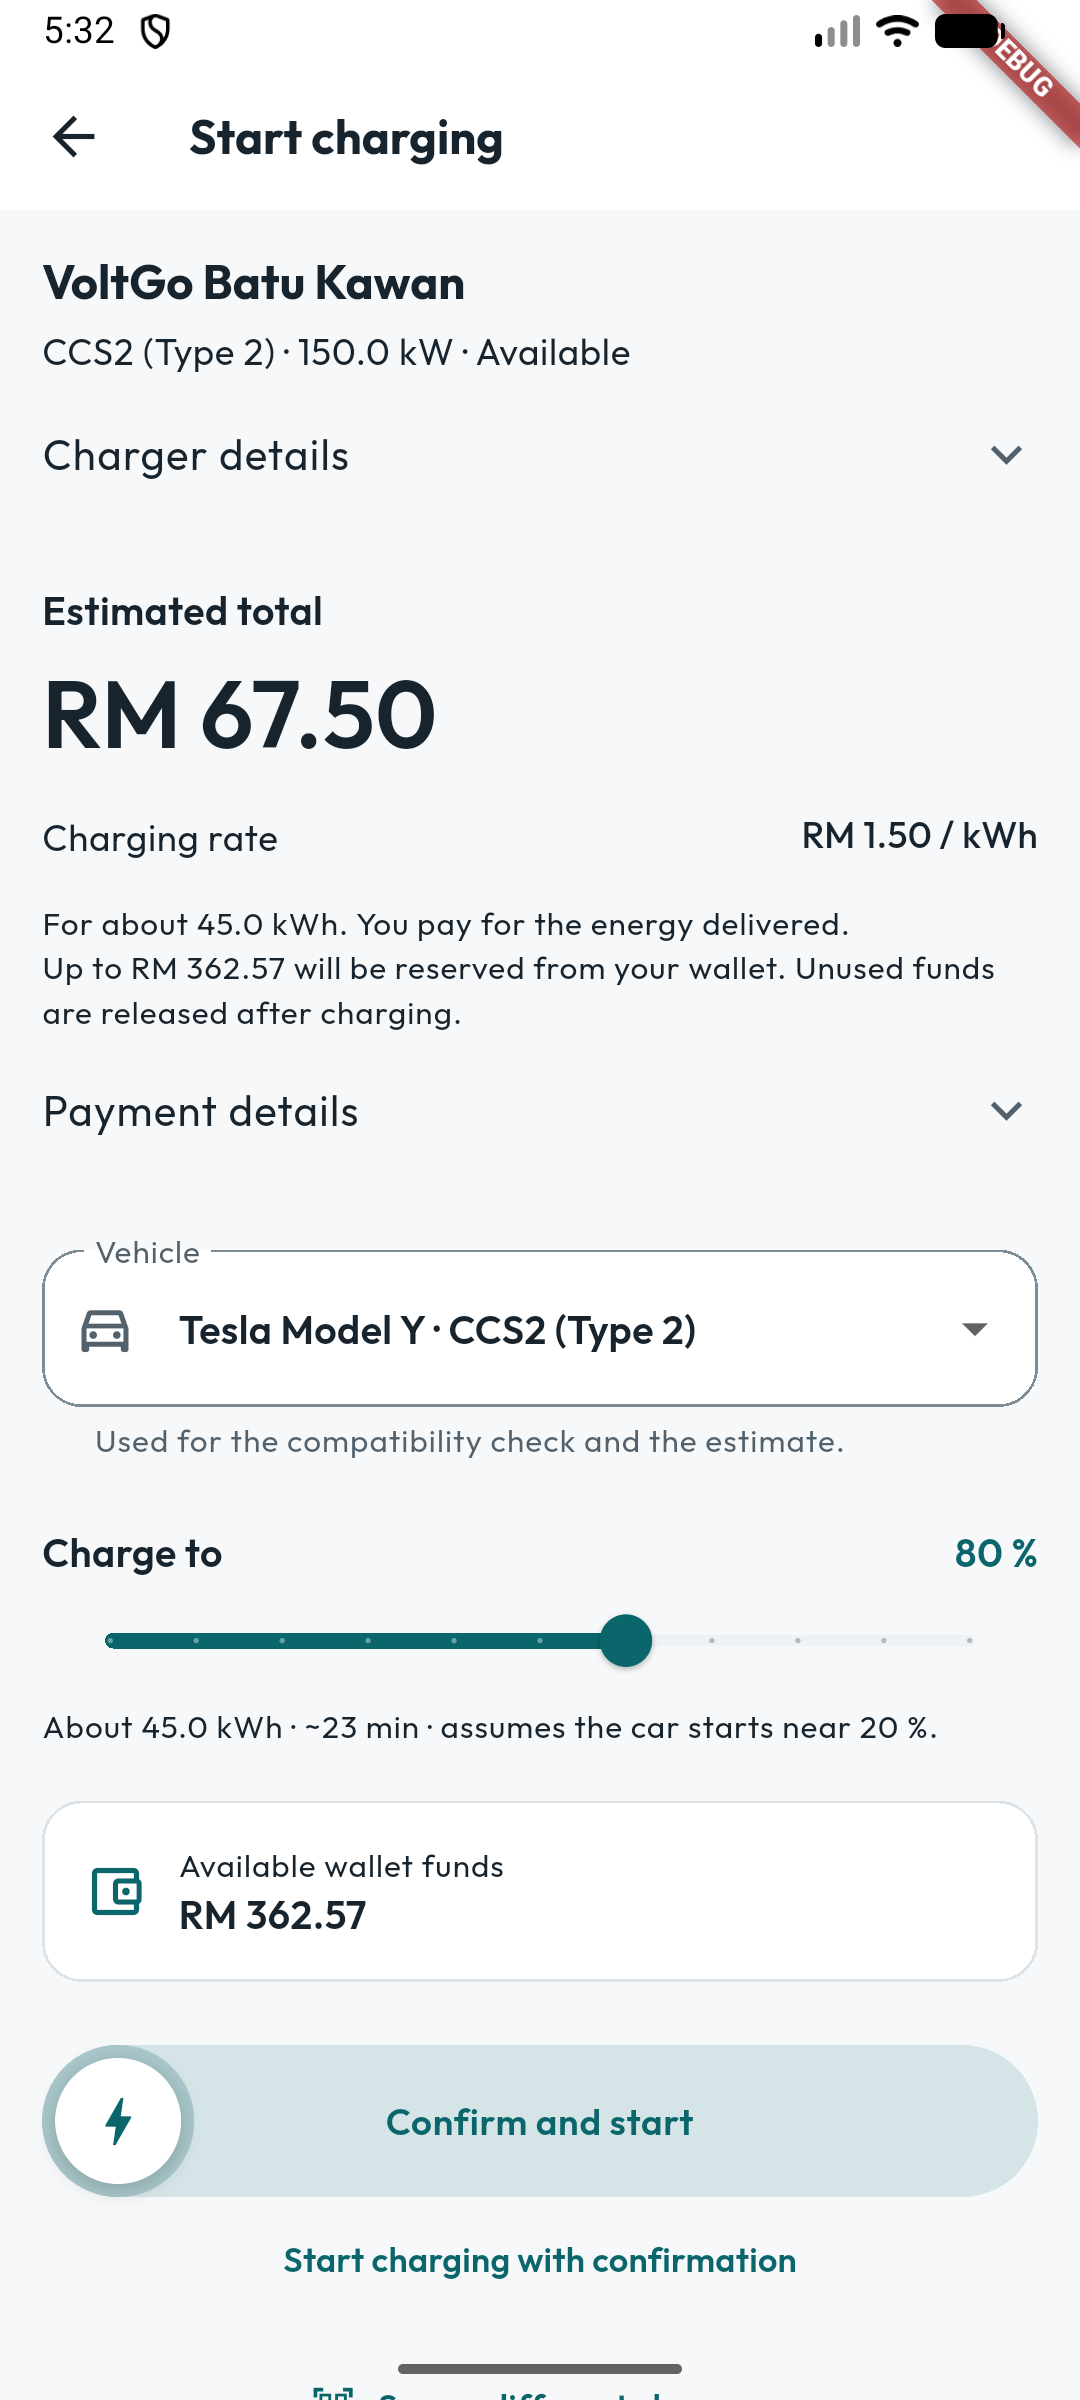 5:32
EBUG
Start charging
VoltGo Batu Kawan
CCS2 (Type 2) · 150.0 kW · Available
Charger details
Estimated total
RM 67.50
Charging rate
RM 1.50 / kWh
For about 45.0 kWh. You pay for the energy delivered.
Up to RM 362.57 will be reserved from your wallet. Unused funds
are released after charging.
Payment details
Vehicle
Tesla Model Y · CCS2 (Type 2)
Used for the compatibility check and the estimate.
Charge to
80 %
About 45.0 kWh · ~23 min · assumes the car starts near 20 %.
Available wallet funds
RM 362.57
Confirm and start
Start charging with confirmation